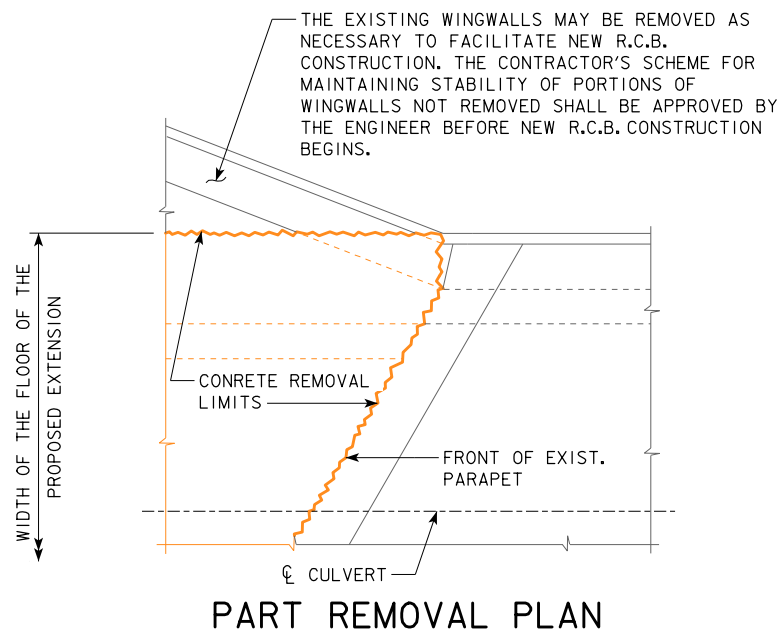 THE EXISTING WINGWALLS MAY BE REMOVED AS
NECESSARY TO FACILITATE NEW R.C.B.
CONSTRUCTION. THE CONTRACTOR'S SCHEME FOR
MAINTAINING STABILITY OF PORTIONS OF
WINGWALLS NOT REMOVED SHALL BE APPROVED BY
THE ENGINEER BEFORE NEW R.C.B. CONSTRUCTION
BEGINS.
WIDTH OF THE FLOOR OF THE
PROPOSED EXTENSION
CONRETE REMOVAL
LIMITS
FRONT OF EXIST.
PARAPET
℄ CULVERT
PART REMOVAL PLAN